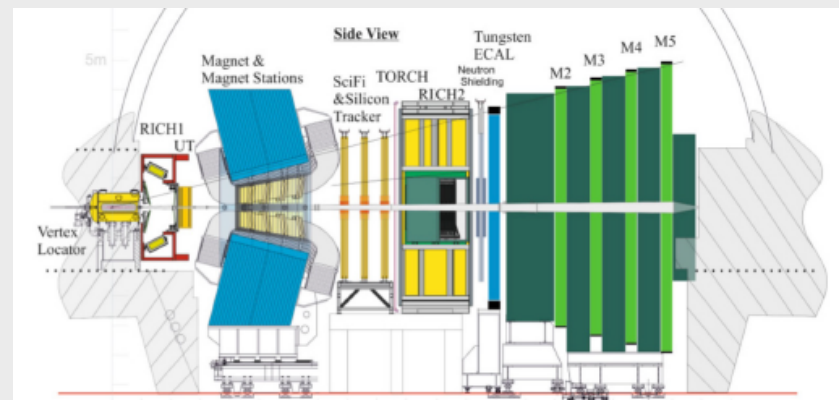 Side View
5m
Magnet &
Magnet Stations
SciFi
&Silicon
Tracker
TORCH
RICH2
Tungsten
ECAL
Neutron
Shielding
M2
M3
M4
M5
RICH1
UT
Vertex
Locator